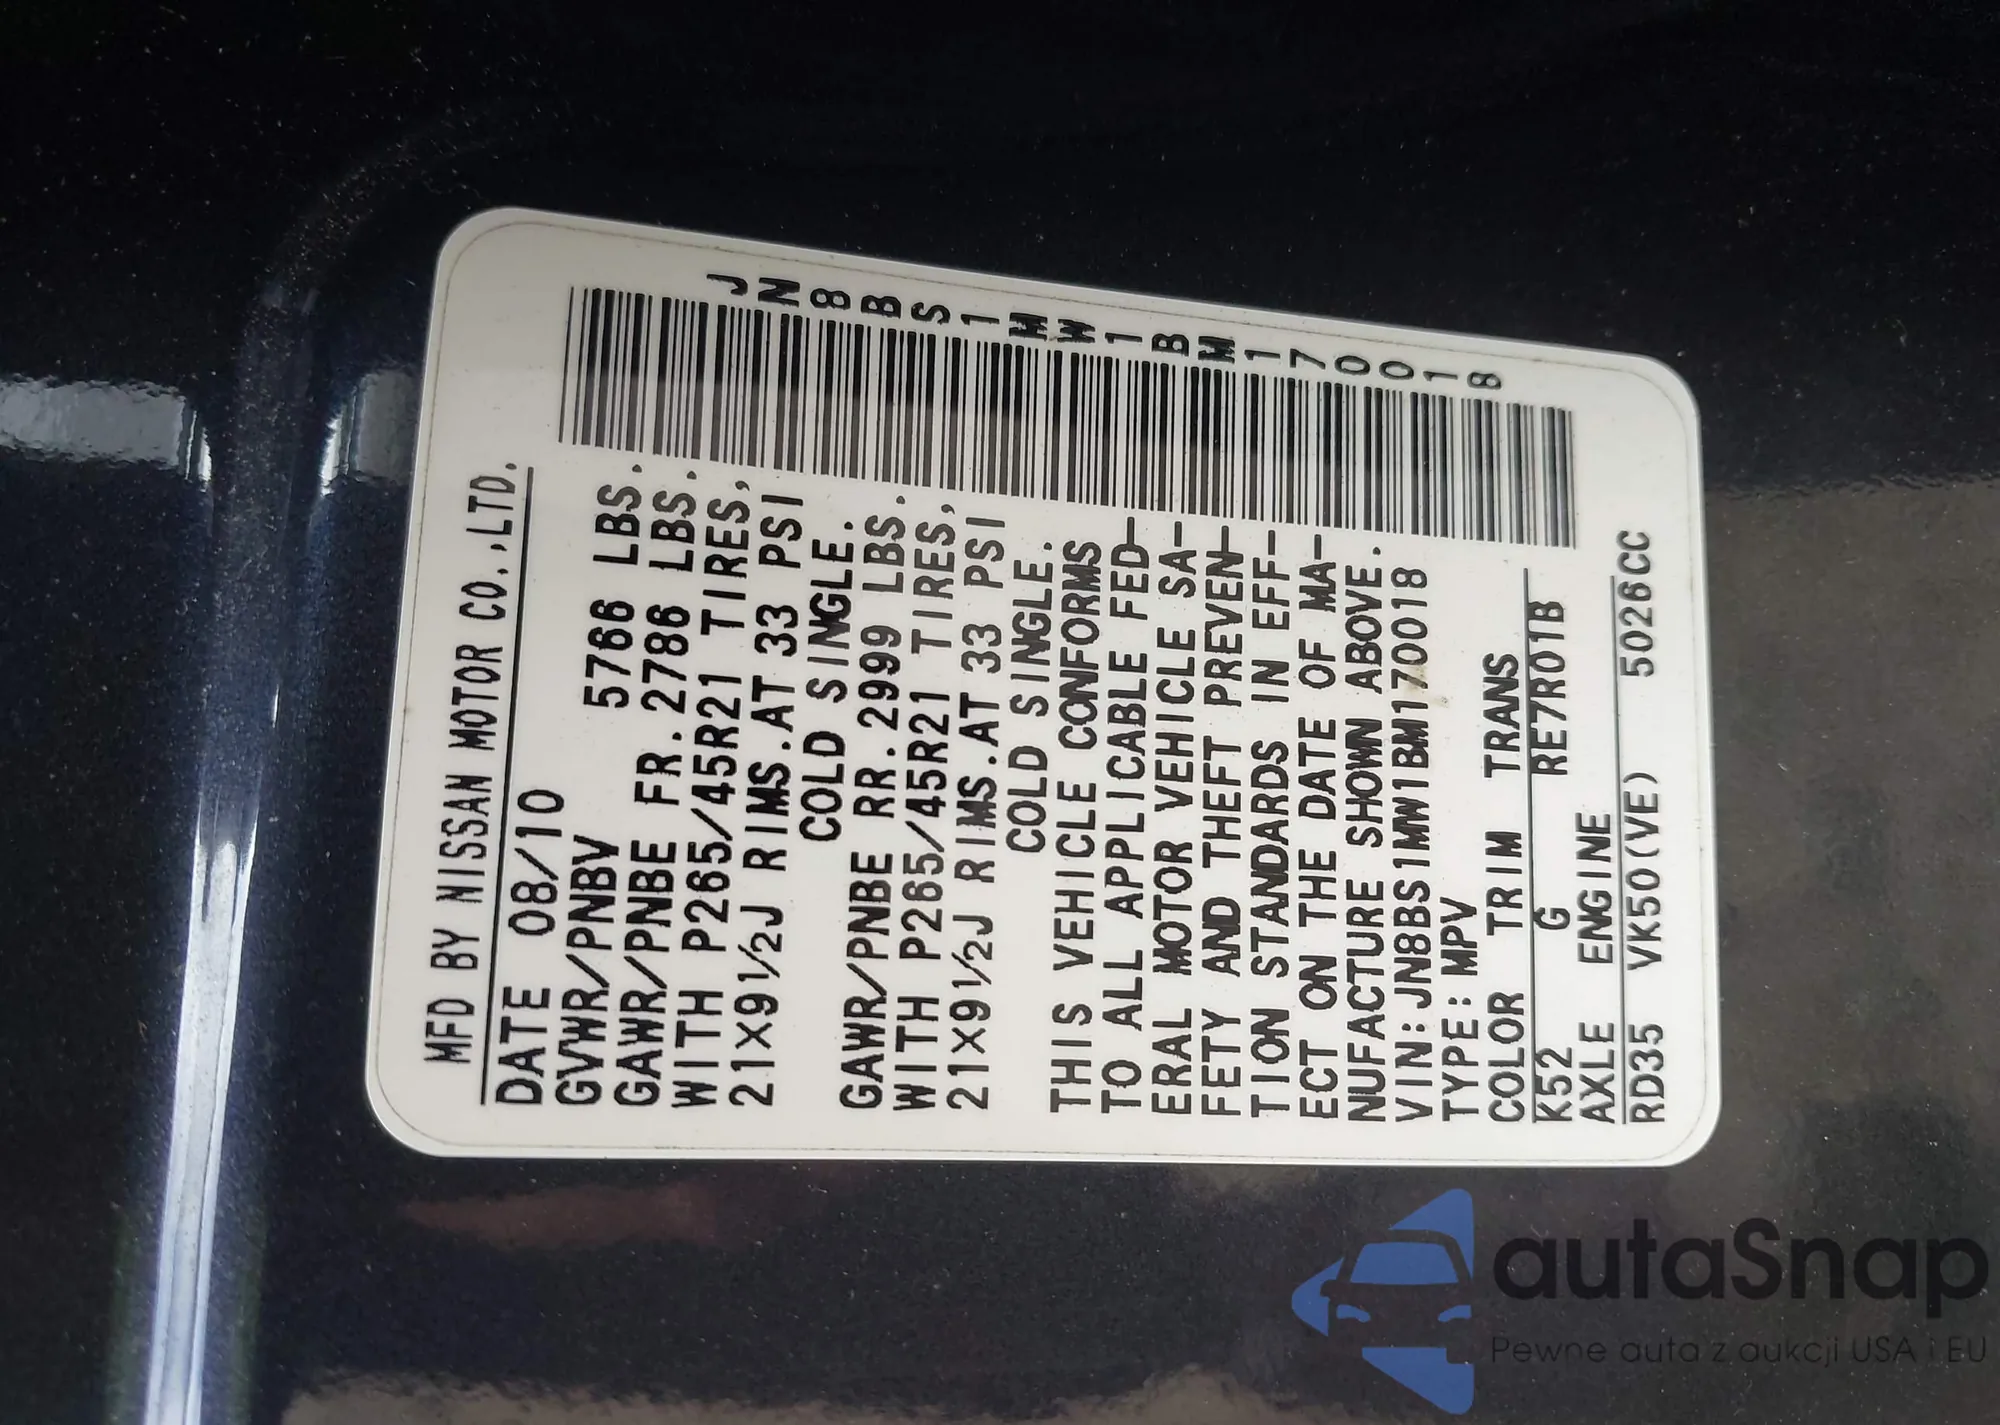 MFD BY NISSAN MOTOR CO.,LTD.
DATE 08/10
GVWR/PNBV 5766 LBS.
GAWR/PNBE FR.2786 LBS.
WITH P265/45R21 TIRES,
21X9½J RIMS.AT 33 PSI
COLD SINGLE.
GAWR/PNBE RR.2999 LBS.
WITH P265/45R21 TIRES,
21X9½J RIMS.AT 33 PSI
COLD SINGLE.
THIS VEHICLE CONFORMS
TO ALL APPLICABLE FED-
ERAL MOTOR VEHICLE SA-
FETY AND THEFT PREVEN-
TION STANDARDS IN EFF-
ECT ON THE DATE OF MA-
NUFACTURE SHOWN ABOVE.
VIN:JN8BS1MW1BM170018
TYPE:MPV
COLOR TRIM TRANS
K52 G RE7R01B
AXLE ENGINE
RD35 VK50(VE) 5026CC
JN8BS1MW1BM170018
autaSnap
Pewne auta z aukcji USA i EU